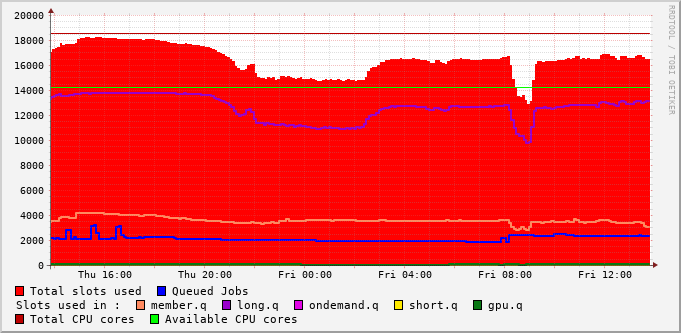 RRDTOOL / TOBI OETIKER
20000
18000
16000
14000
12000
10000
8000
6000
4000
2000
0
Thu 16:00 Thu 20:00 Fri 00:00 Fri 04:00 Fri 08:00 Fri 12:00
Total slots used Queued Jobs
Slots used in : member.q long.q ondemand.q short.q gpu.q
Total CPU cores Available CPU cores